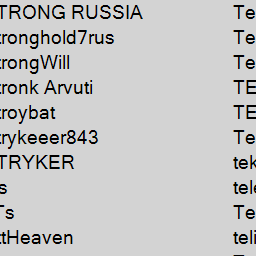 TRONG RUSSIA Te
tronghold7rus Te
trongWill Te
tronk Arvuti TE
troybat TE
trykeeer843 Te
TRYKER tek
s tele
Ts Te
ttHeaven teli